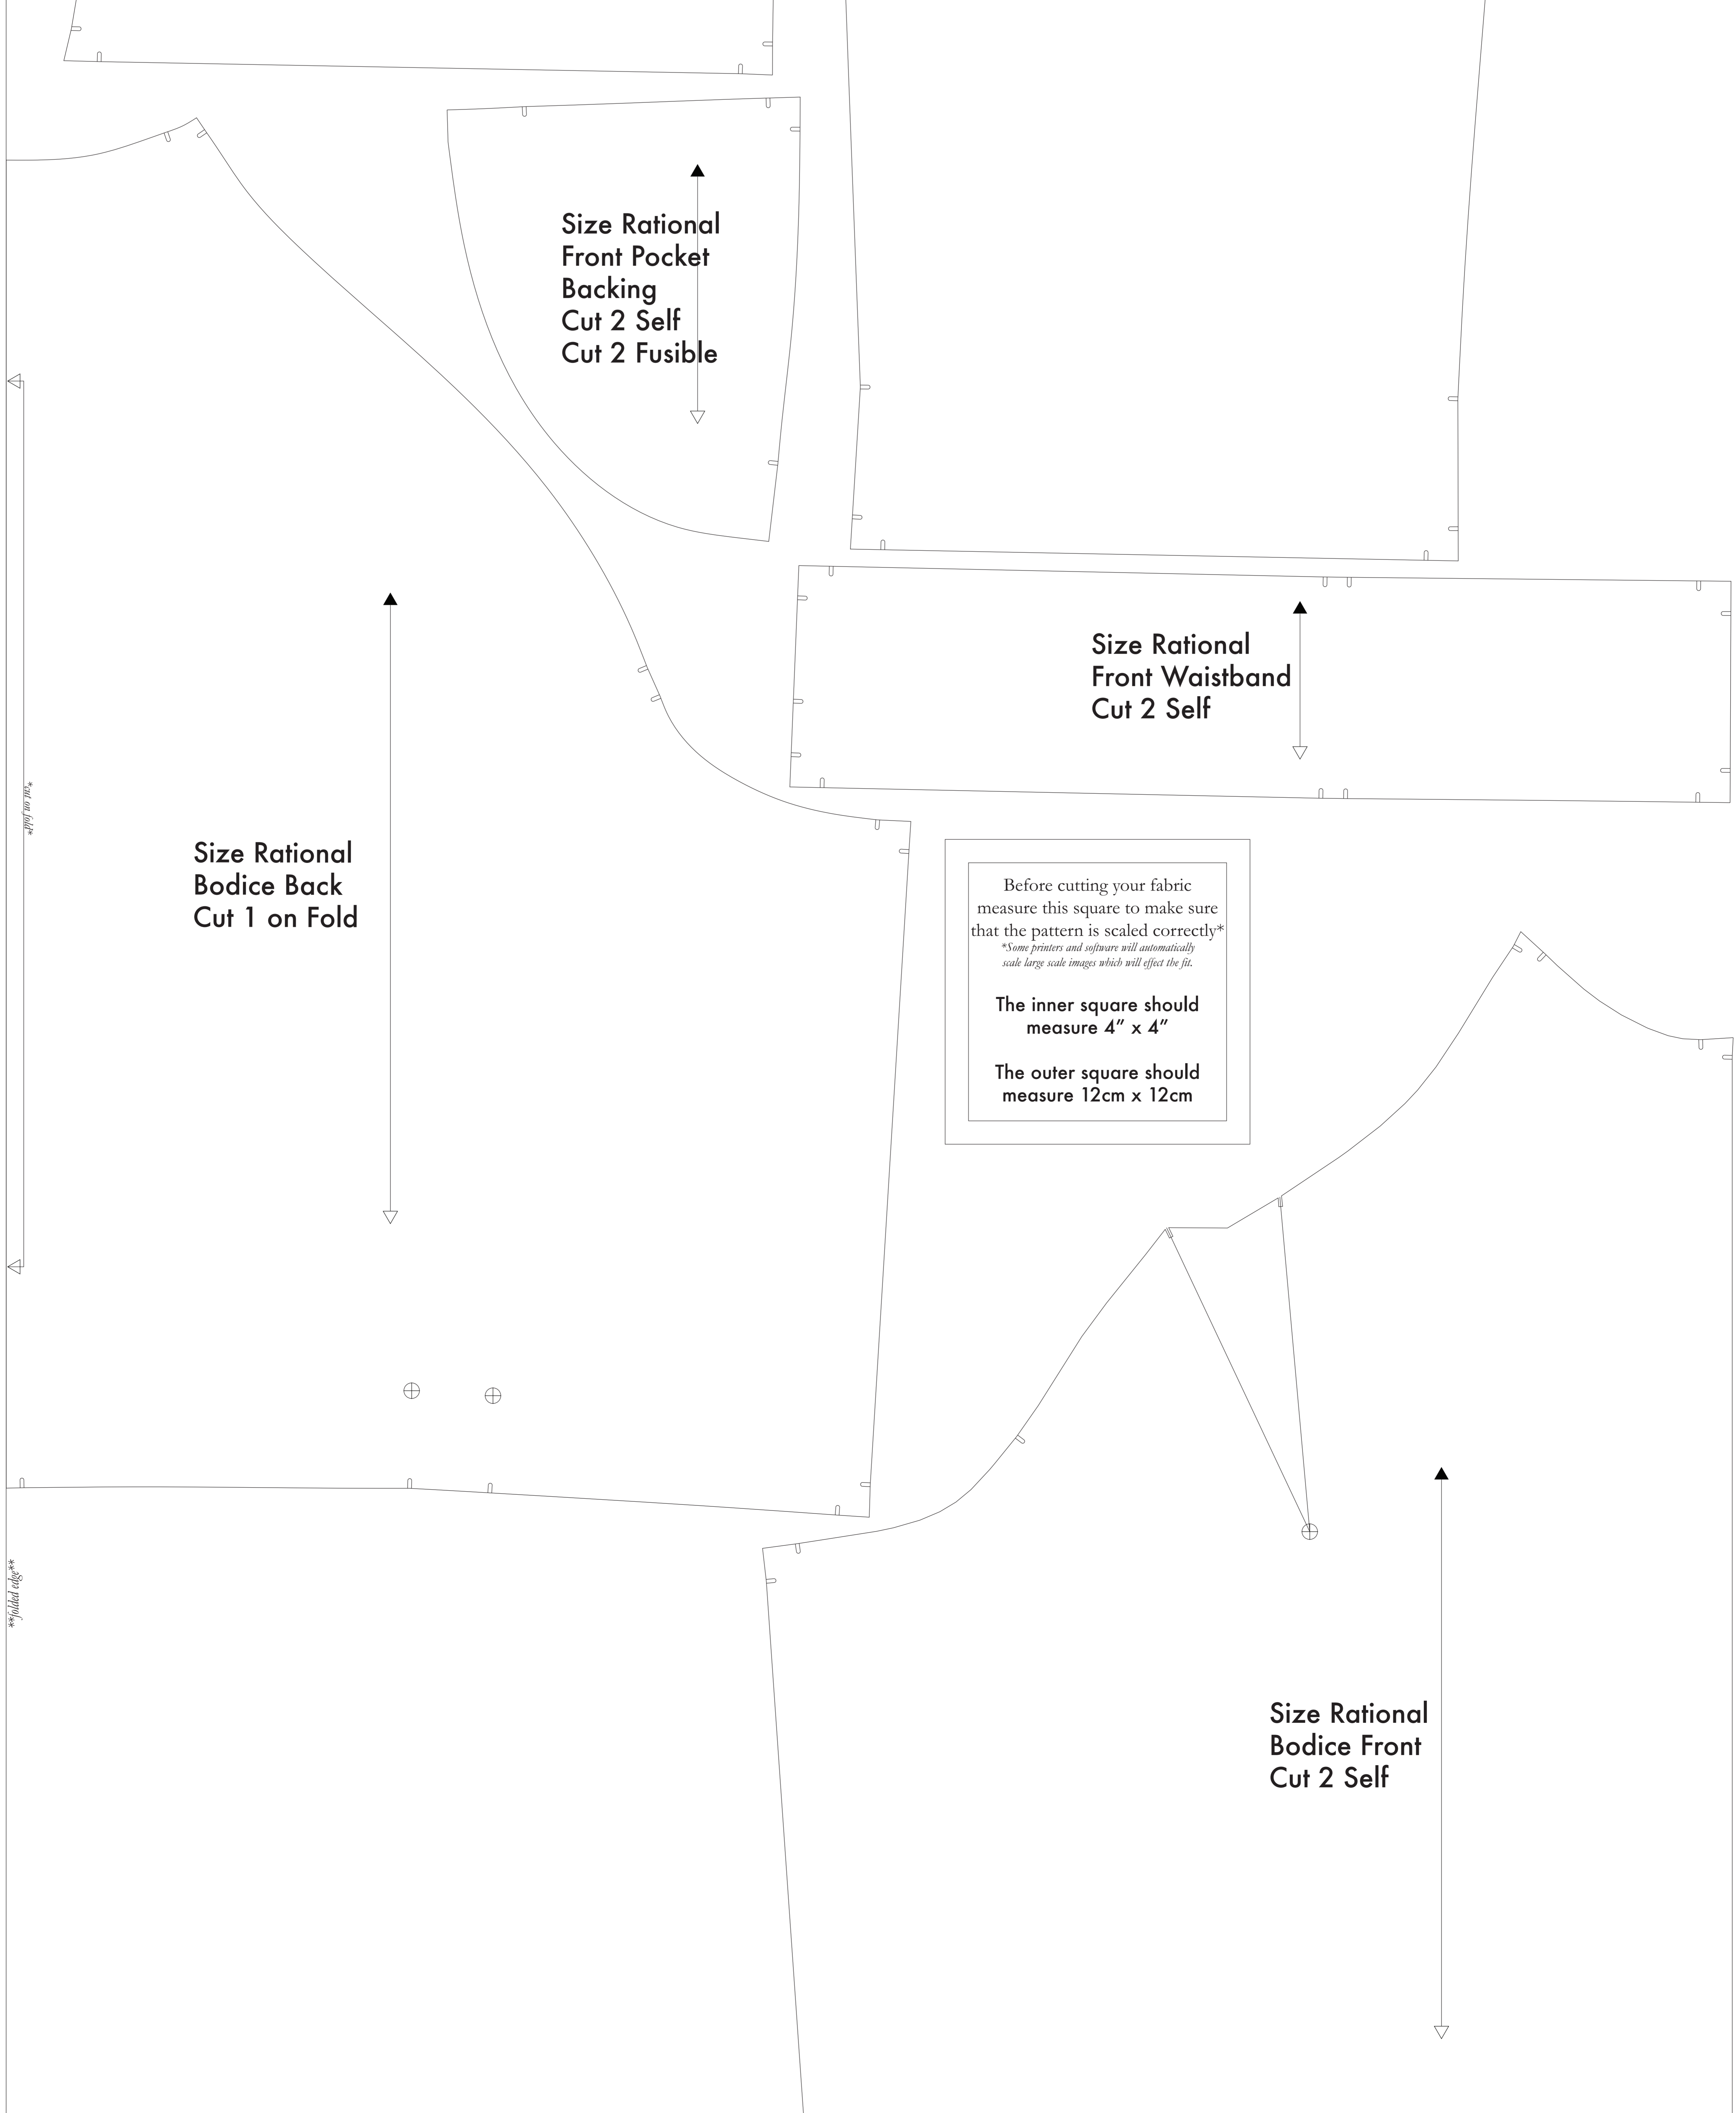 Size Rational
Front Pocket
Backing
Cut 2 Self
Cut 2 Fusible
Size Rational
Front Waistband
Cut 2 Self
*cut on fold*
Size Rational
Bodice Back
Cut 1 on Fold
Before cutting your fabric
measure this square to make sure
that the pattern is scaled correctly*
*Some printers and software will automatically
scale large scale images which will effect the fit.
The inner square should
measure 4” x 4”
The outer square should
measure 12cm x 12cm
**folded edge**
Size Rational
Bodice Front
Cut 2 Self